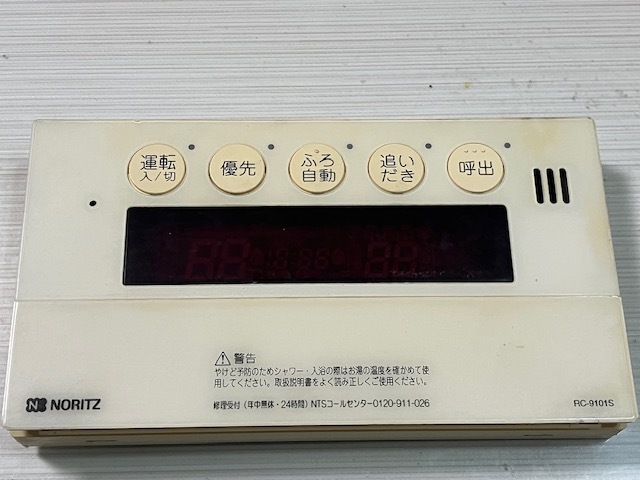 運転
入/切
優先
ふろ
自動
追い
だき
呼出
警告
やけど予防のためシャワー・入浴の際はお湯の温度を確かめて使
用してください。取扱説明書をよく読み正しくご使用ください。
NORITZ
修理受付（年中無休・24時間）NTSコールセンター0120-911-026
RC-9101S